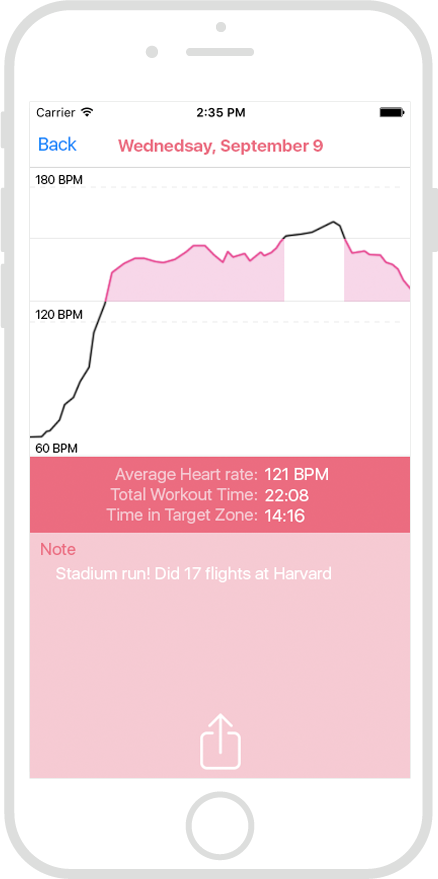 Carrier 2:35 PM
Back Wednedsay, September 9
180 BPM
120 BPM
60 BPM
Average Heart rate: 121 BPM
Total Workout Time: 22:08
Time in Target Zone: 14:16
Note
Stadium run! Did 17 flights at Harvard